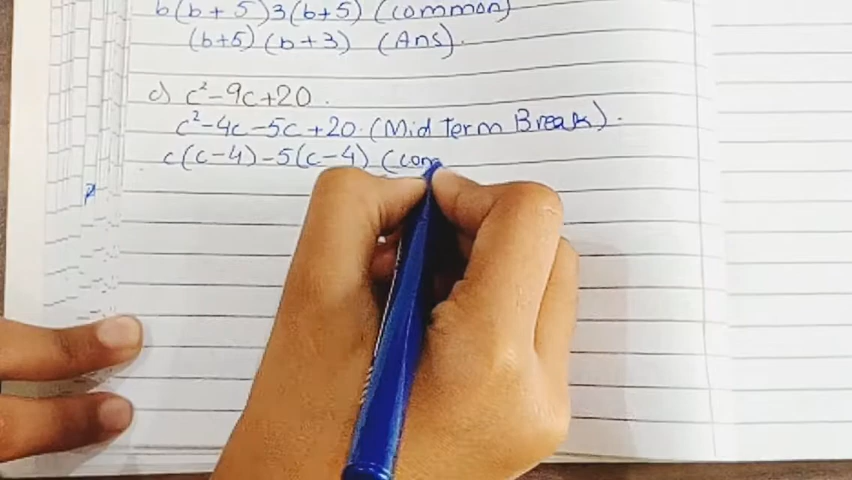 b(b+5)3(b+5) (common)
(b+5)(b+3) (Ans).
c) c²-9c+20.
c²-4c-5c+20. (Mid Term Break).
c(c-4)-5(c-4) (com